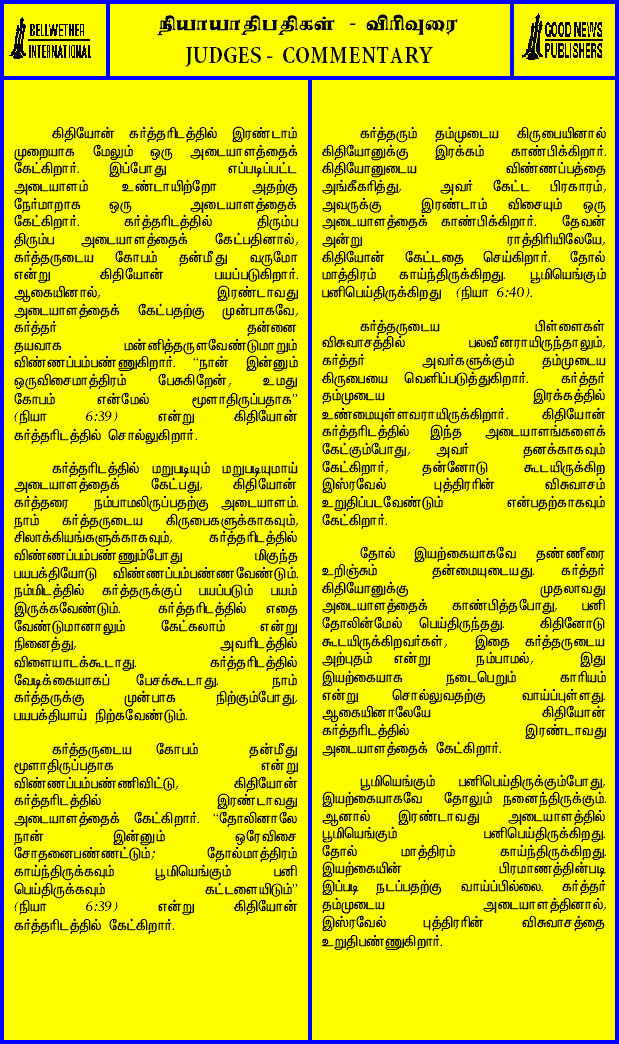 BELLWETHER
INTERNATIONAL
நியாயாதிபதிகள் - விரிவுரை
JUDGES - COMMENTARY
GOOD NEWS
PUBLISHERS
கிதியோன் கர்த்தரிடத்தில் இரண்டாம்
முறையாக மேலும் ஒரு அடையாளத்தைக்
கேட்கிறார். இப்போது எப்படிப்பட்ட
அடையாளம் உண்டாயிற்றோ அதற்கு
நேர்மாறாக ஒரு அடையாளத்தைக்
கேட்கிறார். கர்த்தரிடத்தில் திரும்ப
திரும்ப அடையாளத்தைக் கேட்பதினால்,
கர்த்தருடைய கோபம் தன்மீது வருமோ
என்று கிதியோன் பயப்படுகிறார்.
ஆகையினால், இரண்டாவது
அடையாளத்தைக் கேட்பதற்கு முன்பாகவே,
கர்த்தர் தன்னை
தயவாக மன்னித்தருளவேண்டுமாறும்
விண்ணப்பம்பண்ணுகிறார். “நான் இன்னும்
ஒருவிசைமாத்திரம் பேசுகிறேன், உமது
கோபம் என்மேல் மூளாதிருப்பதாக”
(நியா 6:39) என்று கிதியோன்
கர்த்தரிடத்தில் சொல்லுகிறார்.
கர்த்தரிடத்தில் மறுபடியும் மறுபடியுமாய்
அடையாளத்தைக் கேட்பது, கிதியோன்
கர்த்தரை நம்பாமலிருப்பதற்கு அடையாளம்.
நாம் கர்த்தருடைய கிருபைகளுக்காகவும்,
சிலாக்கியங்களுக்காகவும், கர்த்தரிடத்தில்
விண்ணப்பம்பண்ணும்போது மிகுந்த
பயபக்தியோடு விண்ணப்பம்பண்ணவேண்டும்.
நம்மிடத்தில் கர்த்தருக்குப் பயப்படும் பயம்
இருக்கவேண்டும். கர்த்தரிடத்தில் எதை
வேண்டுமானாலும் கேட்கலாம் என்று
நினைத்து, அவரிடத்தில்
விளையாடக்கூடாது. கர்த்தரிடத்தில்
வேடிக்கையாகப் பேசக்கூடாது. நாம்
கர்த்தருக்கு முன்பாக நிற்கும்போது,
பயபக்தியாய் நிற்கவேண்டும்.
கர்த்தருடைய கோபம் தன்மீது
மூளாதிருப்பதாக என்று
விண்ணப்பம்பண்ணிவிட்டு, கிதியோன்
கர்த்தரிடத்தில் இரண்டாவது
அடையாளத்தைக் கேட்கிறார். “தோலினாலே
நான் இன்னும் ஒரேவிசை
சோதனைபண்ணட்டும்; தோல்மாத்திரம்
காய்ந்திருக்கவும் பூமியெங்கும் பனி
பெய்திருக்கவும் கட்டளையிடும்”
(நியா 6:39) என்று கிதியோன்
கர்த்தரிடத்தில் கேட்கிறார்.
கர்த்தரும் தம்முடைய கிருபையினால்
கிதியோனுக்கு இரக்கம் காண்பிக்கிறார்.
கிதியோனுடைய விண்ணப்பத்தை
அங்கீகரித்து, அவர் கேட்ட பிரகாரம்,
அவருக்கு இரண்டாம் விசையும் ஒரு
அடையாளத்தைக் காண்பிக்கிறார். தேவன்
அன்று ராத்திரியிலேயே,
கிதியோன் கேட்டதை செய்கிறார். தோல்
மாத்திரம் காய்ந்திருக்கிறது. பூமியெங்கும்
பனிபெய்திருக்கிறது (நியா 6:40).
கர்த்தருடைய பிள்ளைகள்
விசுவாசத்தில் பலவீனராயிருந்தாலும்,
கர்த்தர் அவர்களுக்கும் தம்முடைய
கிருபையை வெளிப்படுத்துகிறார். கர்த்தர்
தம்முடைய இரக்கத்தில்
உண்மையுள்ளவராயிருக்கிறார். கிதியோன்
கர்த்தரிடத்தில் இந்த அடையாளங்களைக்
கேட்கும்போது, அவர் தனக்காகவும்
கேட்கிறார், தன்னோடு கூடயிருக்கிற
இஸ்ரவேல் புத்திரரின் விசுவாசம்
உறுதிப்படவேண்டும் என்பதற்காகவும்
கேட்கிறார்.
தோல் இயற்கையாகவே தண்ணீரை
உறிஞ்சும் தன்மையுடையது. கர்த்தர்
கிதியோனுக்கு முதலாவது
அடையாளத்தைக் காண்பித்தபோது, பனி
தோலின்மேல் பெய்திருந்தது. கிதினோடு
கூடயிருக்கிறவர்கள், இதை கர்த்தருடைய
அற்புதம் என்று நம்பாமல், இது
இயற்கையாக நடைபெறும் காரியம்
என்று சொல்லுவதற்கு வாய்ப்புள்ளது.
ஆகையினாலேயே கிதியோன்
கர்த்தரிடத்தில் இரண்டாவது
அடையாளத்தைக் கேட்கிறார்.
பூமியெங்கும் பனிபெய்திருக்கும்போது,
இயற்கையாகவே தோலும் நனைந்திருக்கும்.
ஆனால் இரண்டாவது அடையாளத்தில்
பூமியெங்கும் பனிபெய்திருக்கிறது.
தோல் மாத்திரம் காய்ந்திருக்கிறது.
இயற்கையின் பிரமாணத்தின்படி
இப்படி நடப்பதற்கு வாய்ப்பில்லை. கர்த்தர்
தம்முடைய அடையாளத்தினால்,
இஸ்ரவேல் புத்திரரின் விசுவாசத்தை
உறுதிபண்ணுகிறார்.